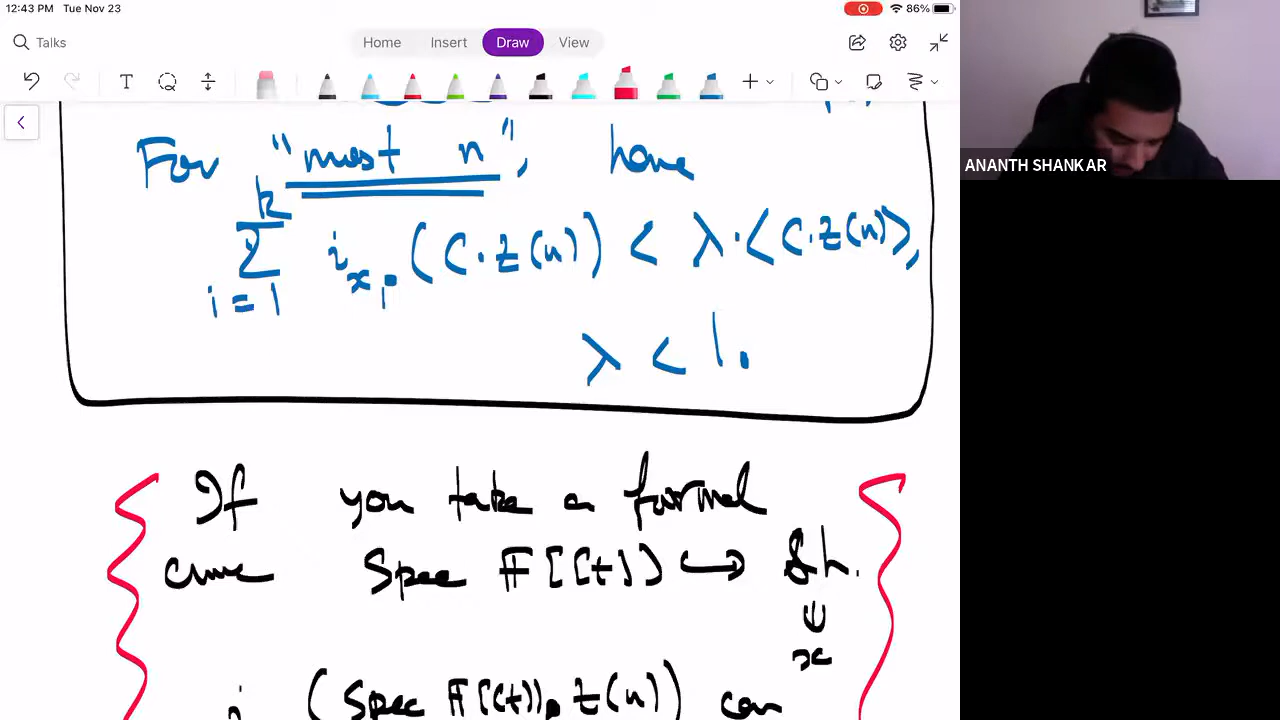 12:43 PM Tue Nov 23
86%
Talks
Home Insert Draw View
For "most n", have
k
Σ i_{x_i} (C.Z(n)) < λ.<C.Z(n)>,
i=1
λ < 1.
If you take a formal
curve Spec F[[t]] ↪ Sh.
x
(Spec F[[t]].Z(n)) can
ANANTH SHANKAR